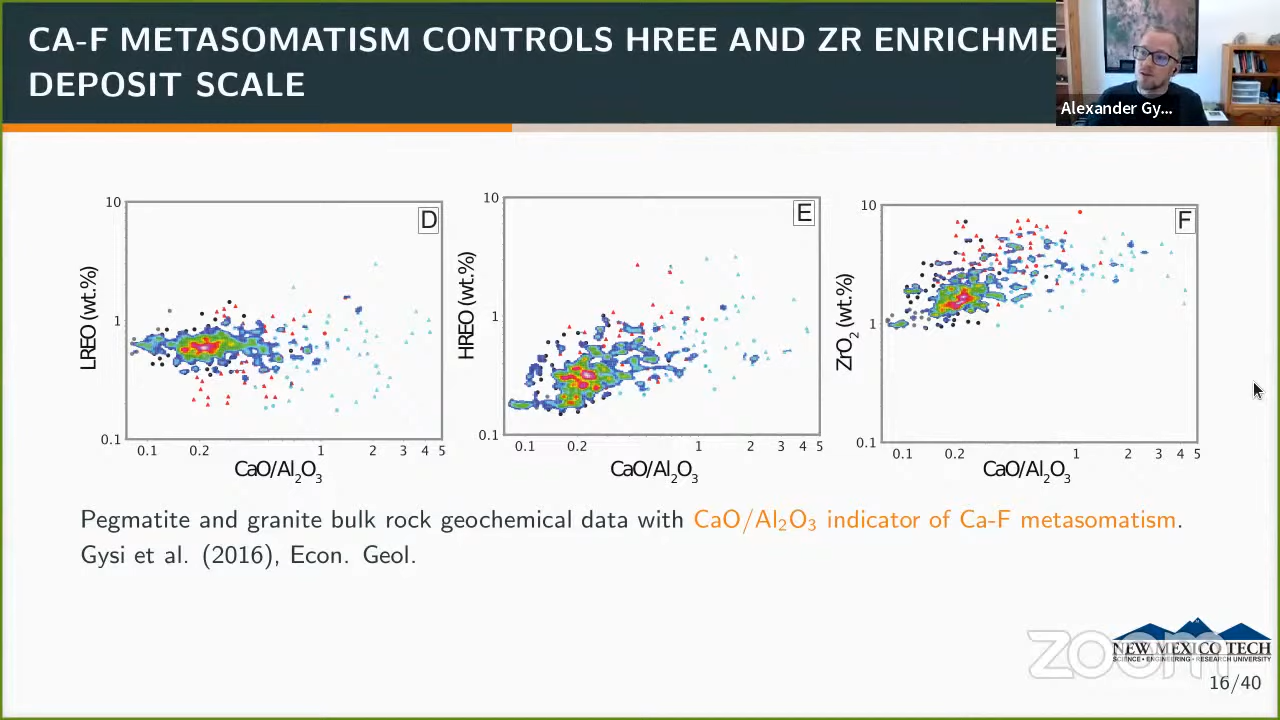 CA-F METASOMATISM CONTROLS HREE AND ZR ENRICHME
DEPOSIT SCALE
Alexander Gy...
D
10
1
0.1
LREO (wt.%)
0.1 0.2 1 2 3 4 5
CaO/Al₂O₃
E
10
1
0.1
HREO (wt.%)
0.1 0.2 1 2 3 4 5
CaO/Al₂O₃
F
10
1
0.1
ZrO₂ (wt.%)
0.1 0.2 1 2 3 4 5
CaO/Al₂O₃
Pegmatite and granite bulk rock geochemical data with CaO/Al₂O₃ indicator of Ca-F metasomatism.
Gysi et al. (2016), Econ. Geol.
zoom
NEW MEXICO TECH
SCIENCE • ENGINEERING • RESEARCH UNIVERSITY
16/40